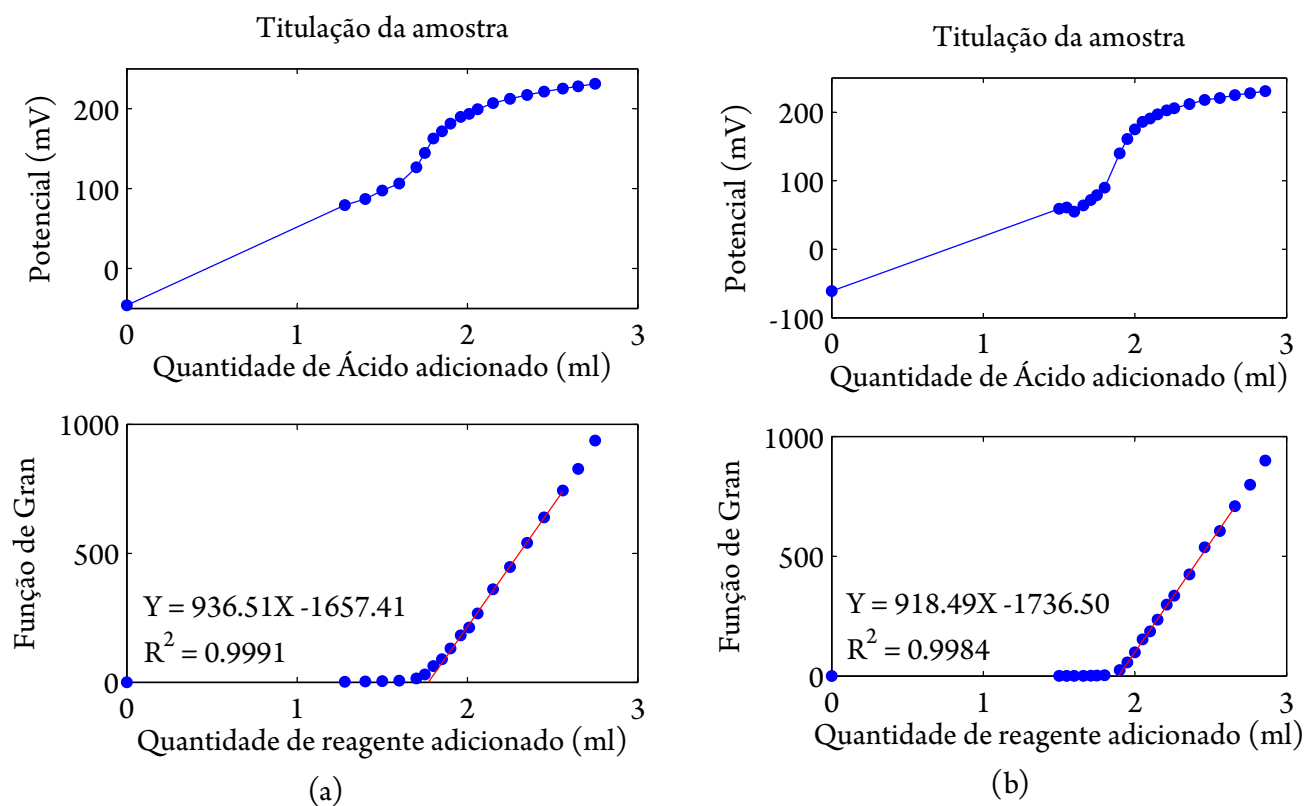 Titulação da amostra
Potencial (mV)
200
100
0
0
1
2
3
Quantidade de Ácido adicionado (ml)
Função de Gran
1000
500
0
Y = 936.51X -1657.41
R² = 0.9991
0
1
2
3
Quantidade de reagente adicionado (ml)
(a)
Titulação da amostra
Potencial (mV)
200
100
0
-100
0
1
2
3
Quantidade de Ácido adicionado (ml)
Função de Gran
1000
500
0
Y = 918.49X -1736.50
R² = 0.9984
0
1
2
3
Quantidade de reagente adicionado (ml)
(b)